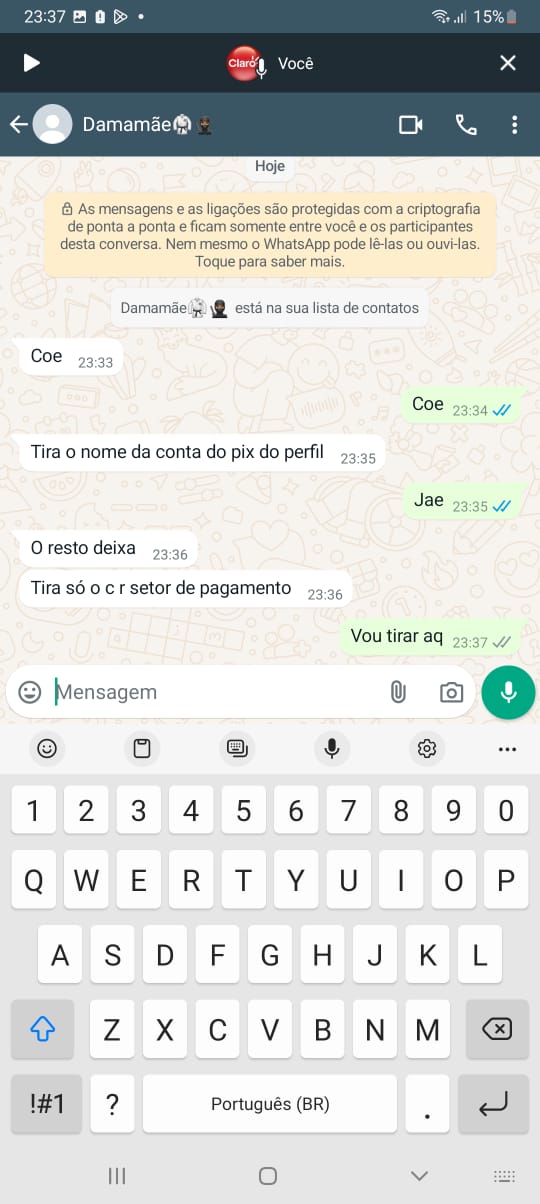 23:37
15%
Claro
Você
Damamãe
Hoje
As mensagens e as ligações são protegidas com a criptografia
de ponta a ponta e ficam somente entre você e os participantes
desta conversa. Nem mesmo o WhatsApp pode lê-las ou ouvi-las.
Toque para saber mais.
Damamãe está na sua lista de contatos
Coe 23:33
Coe 23:34
Tira o nome da conta do pix do perfil 23:35
Jae 23:35
O resto deixa 23:36
Tira só o c r setor de pagamento 23:36
Vou tirar aq 23:37
Mensagem
1 2 3 4 5 6 7 8 9 0
Q W E R T Y U I O P
A S D F G H J K L
Z X C V B N M
!#1 ? Português (BR) .